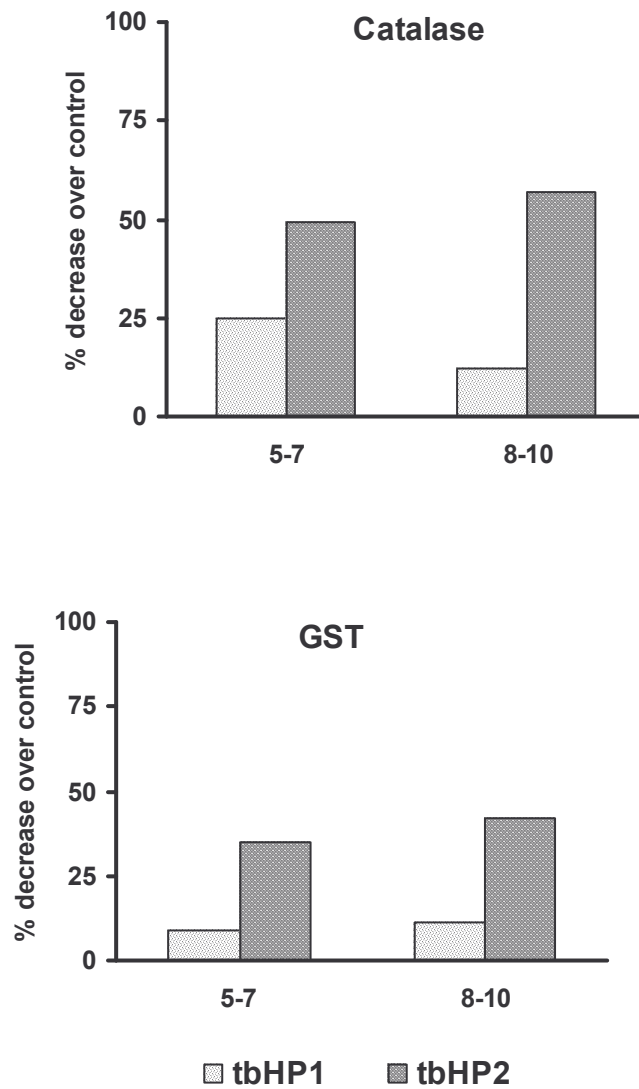 Catalase
% decrease over control
100
75
50
25
0
5-7
8-10
GST
% decrease over control
100
75
50
25
0
5-7
8-10
tbHP1 tbHP2